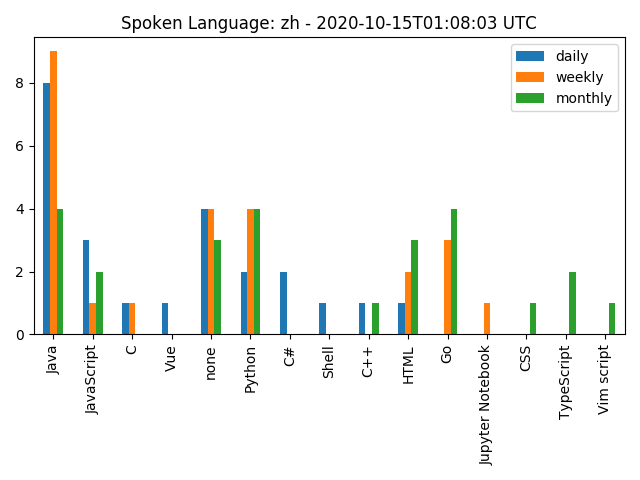 Spoken Language: zh - 2020-10-15T01:08:03 UTC
daily
weekly
monthly
8
6
4
2
0
Java
JavaScript
C
Vue
none
Python
C#
Shell
C++
HTML
Go
Jupyter Notebook
CSS
TypeScript
Vim script